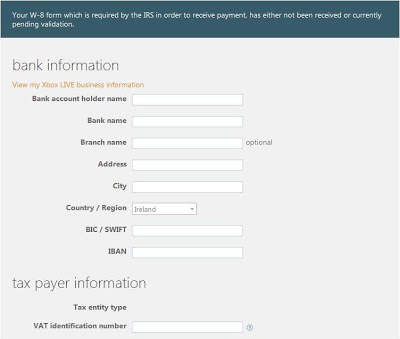 Your W-8 form which is required by the IRS in order to receive payment, has either not been received or currently
pending validation.
bank information
View my Xbox LIVE business information
Bank account holder name
Bank name
Branch name optional
Address
City
Country / Region Ireland
BIC / SWIFT
IBAN
tax payer information
Tax entity type
VAT identification number ?